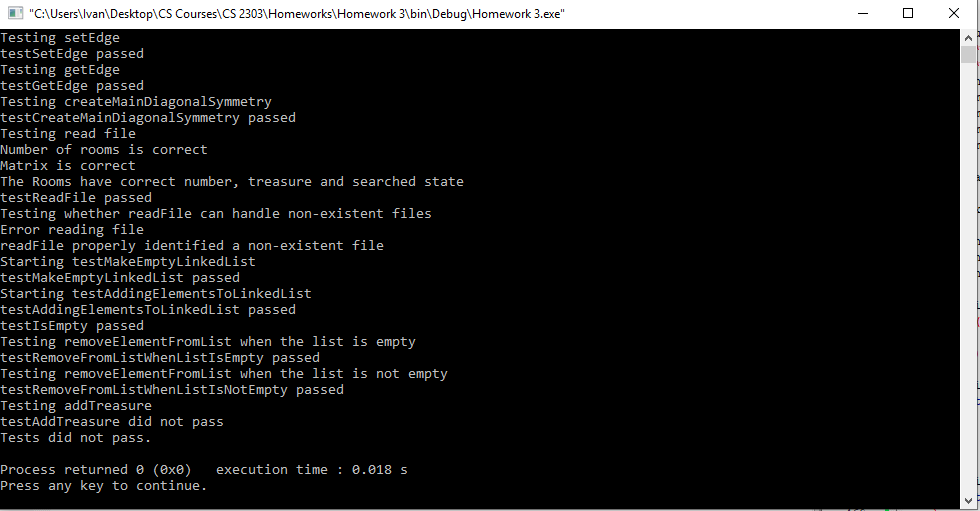 "C:\Users\Ivan\Desktop\CS Courses\CS 2303\Homeworks\Homework 3\bin\Debug\Homework 3.exe"
Testing setEdge
testSetEdge passed
Testing getEdge
testGetEdge passed
Testing createMainDiagonalSymmetry
testCreateMainDiagonalSymmetry passed
Testing read file
Number of rooms is correct
Matrix is correct
The Rooms have correct number, treasure and searched state
testReadFile passed
Testing whether readFile can handle non-existent files
Error reading file
readFile properly identified a non-existent file
Starting testMakeEmptyLinkedList
testMakeEmptyLinkedList passed
Starting testAddingElementsToLinkedList
testAddingElementsToLinkedList passed
testIsEmpty passed
Testing removeElementFromList when the list is empty
testRemoveFromListWhenListIsEmpty passed
Testing removeElementFromList when the list is not empty
testRemoveFromListWhenListIsNotEmpty passed
Testing addTreasure
testAddTreasure did not pass
Tests did not pass.
Process returned 0 (0x0)   execution time : 0.018 s
Press any key to continue.